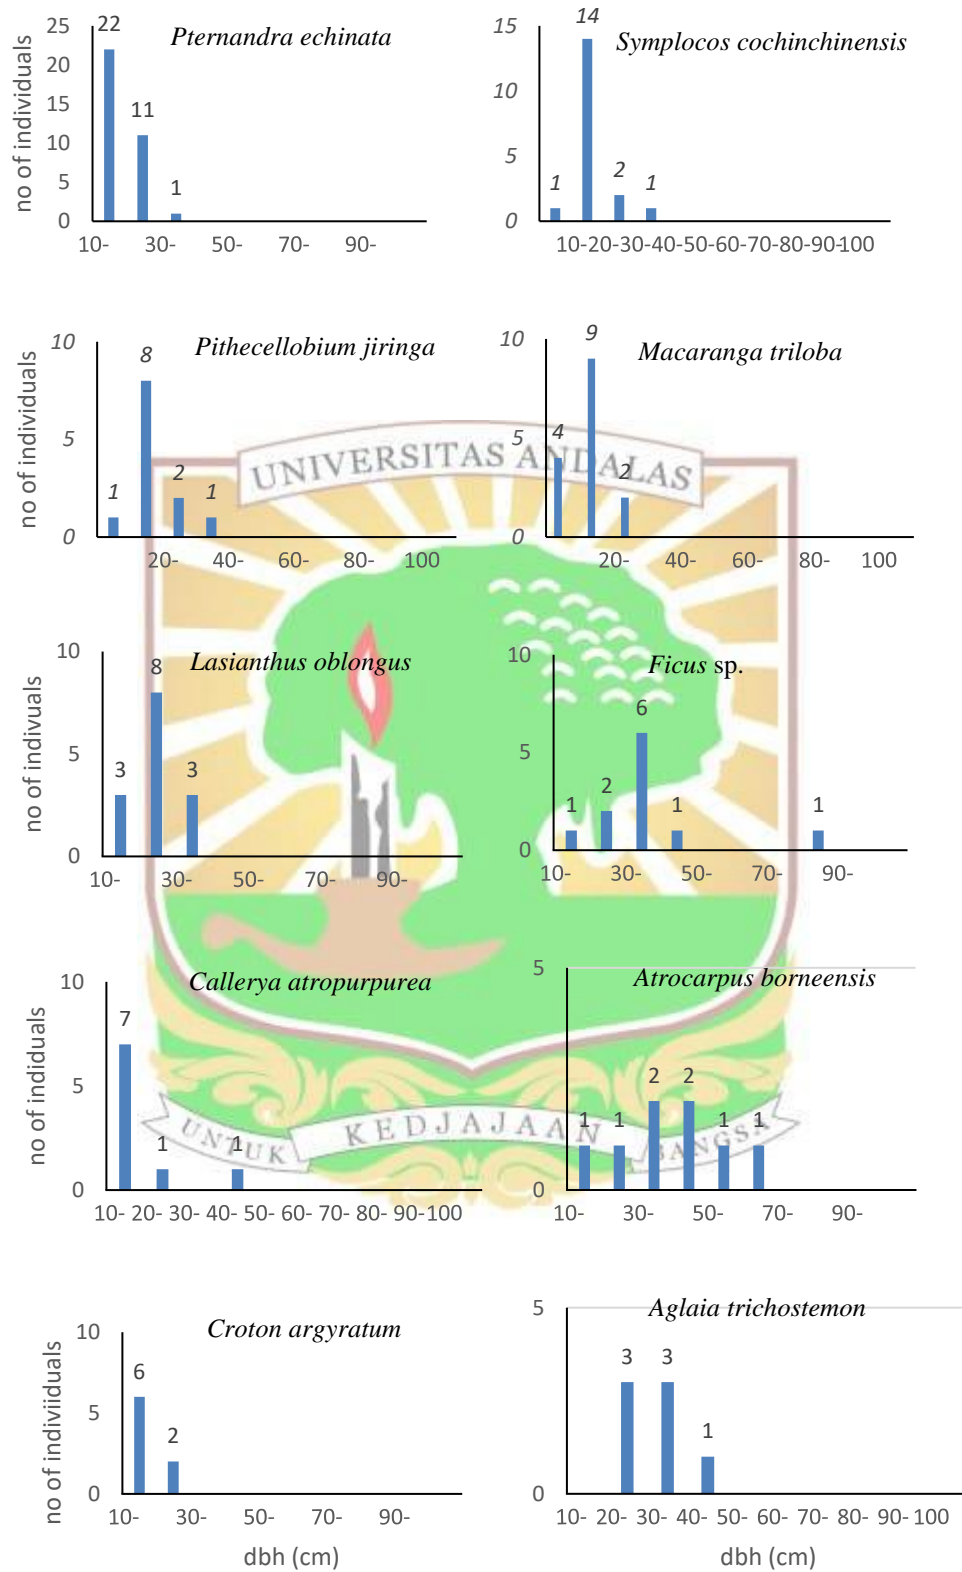 Pternandra echinata
no of individuals
25
20
15
10
5
0
22
11
1
10- 30- 50- 70- 90-
Symplocos cochinchinensis
15
10
5
0
1
14
2
1
10-20-30-40-50-60-70-80-90-100
Pithecellobium jiringa
no of individuals
10
5
0
1
8
2
1
20- 40- 60- 80- 100
Macaranga triloba
10
5
0
4
9
2
20- 40- 60- 80- 100
UNIVERSITAS ANDALAS
Lasianthus oblongus
no of indivuals
10
5
0
3
8
3
10- 30- 50- 70- 90-
Ficus sp.
10
5
0
1
2
6
1
1
10- 30- 50- 70- 90-
Callerya atropurpurea
no of indiduals
10
5
0
7
1
1
10- 20- 30- 40- 50- 60- 70- 80- 90-100
Atrocarpus borneensis
5
0
1
1
2
2
1
1
10- 30- 50- 70- 90-
UNTUK KEDJAJAAN BANGSA
Croton argyratum
no of indiviiduals
10
5
0
6
2
10- 30- 50- 70- 90-
dbh (cm)
Aglaia trichostemon
5
0
3
3
1
10- 20- 30- 40- 50- 60- 70- 80- 90-100
dbh (cm)